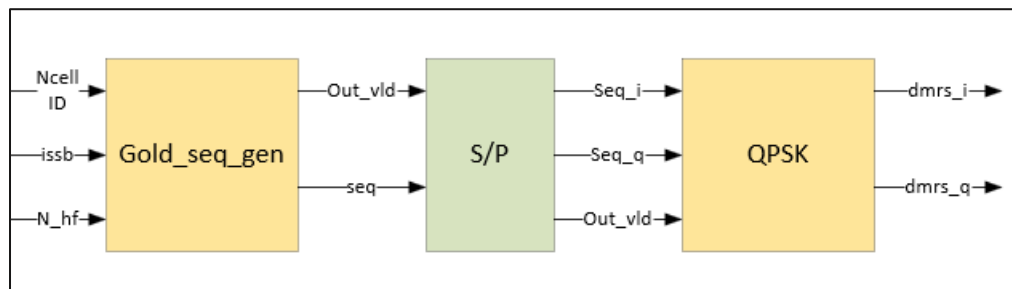 Ncell
ID
issb
N_hf
Gold_seq_gen
Out_vld
seq
S/P
Seq_i
Seq_q
Out_vld
QPSK
dmrs_i
dmrs_q